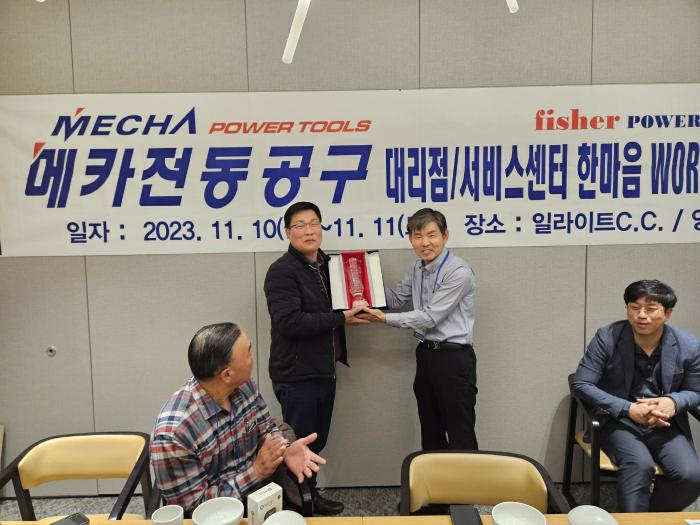 MECHA POWER TOOLS
fisher POWER
메카전동공구 대리점/서비스센터 한마음 WOR
일자 : 2023. 11. 10( ~ 11. 11( 장소 : 일라이트C.C. /